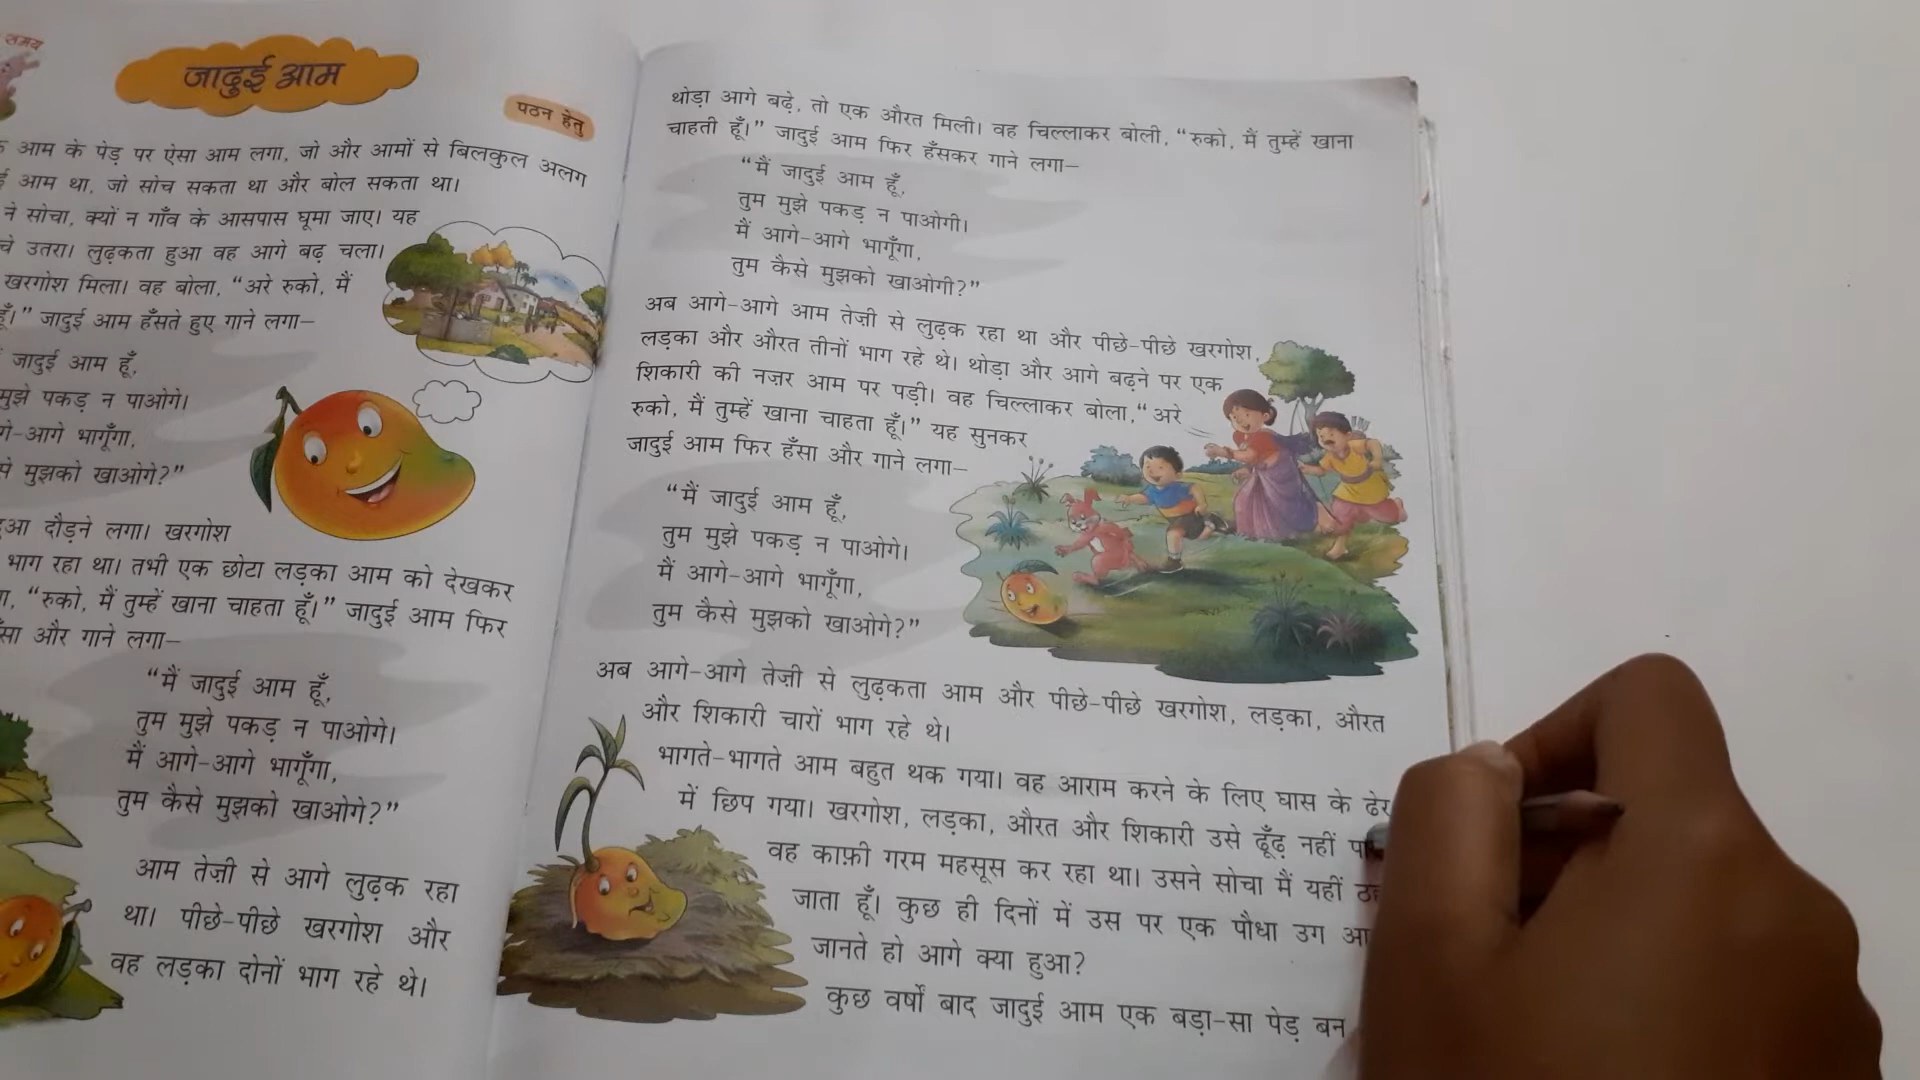 समय
जादुई आम
पठन हेतु
आम के पेड़ पर ऐसा आम लगा, जो और आमों से बिलकुल अलग
आम था, जो सोच सकता था और बोल सकता था।
ने सोचा, क्यों न गाँव के आसपास घूमा जाए। यह
उतरा। लुढ़कता हुआ वह आगे बढ़ चला।
खरगोश मिला। वह बोला, “अरे रुको, मैं
हूँ।” जादुई आम हँसते हुए गाने लगा–
जादुई आम हूँ,
मुझे पकड़ न पाओगे।
गे-आगे भागूँगा,
से मुझको खाओगे?”
हुआ दौड़ने लगा। खरगोश
भाग रहा था। तभी एक छोटा लड़का आम को देखकर
“रुको, मैं तुम्हें खाना चाहता हूँ।” जादुई आम फिर
और गाने लगा–
“मैं जादुई आम हूँ,
तुम मुझे पकड़ न पाओगे।
मैं आगे-आगे भागूँगा,
तुम कैसे मुझको खाओगे?”
आम तेज़ी से आगे लुढ़क रहा
था। पीछे-पीछे खरगोश और
वह लड़का दोनों भाग रहे थे।
थोड़ा आगे बढ़े, तो एक औरत मिली। वह चिल्लाकर बोली, “रुको, मैं तुम्हें खाना
चाहती हूँ।” जादुई आम फिर हँसकर गाने लगा–
“मैं जादुई आम हूँ,
तुम मुझे पकड़ न पाओगी।
मैं आगे-आगे भागूँगा,
तुम कैसे मुझको खाओगी?”
अब आगे-आगे आम तेज़ी से लुढ़क रहा था और पीछे-पीछे खरगोश,
लड़का और औरत तीनों भाग रहे थे। थोड़ा और आगे बढ़ने पर एक
शिकारी की नज़र आम पर पड़ी। वह चिल्लाकर बोला, “अरे
रुको, मैं तुम्हें खाना चाहता हूँ।” यह सुनकर
जादुई आम फिर हँसा और गाने लगा–
“मैं जादुई आम हूँ,
तुम मुझे पकड़ न पाओगे।
मैं आगे-आगे भागूँगा,
तुम कैसे मुझको खाओगे?”
अब आगे-आगे तेज़ी से लुढ़कता आम और पीछे-पीछे खरगोश, लड़का, औरत
और शिकारी चारों भाग रहे थे।
भागते-भागते आम बहुत थक गया। वह आराम करने के लिए घास के ढेर
में छिप गया। खरगोश, लड़का, औरत और शिकारी उसे ढूँढ़ नहीं
वह काफ़ी गरम महसूस कर रहा था। उसने सोचा मैं यहीं
जाता हूँ। कुछ ही दिनों में उस पर एक पौधा उग
जानते हो आगे क्या हुआ?
कुछ वर्षों बाद जादुई आम एक बड़ा-सा पेड़ बन